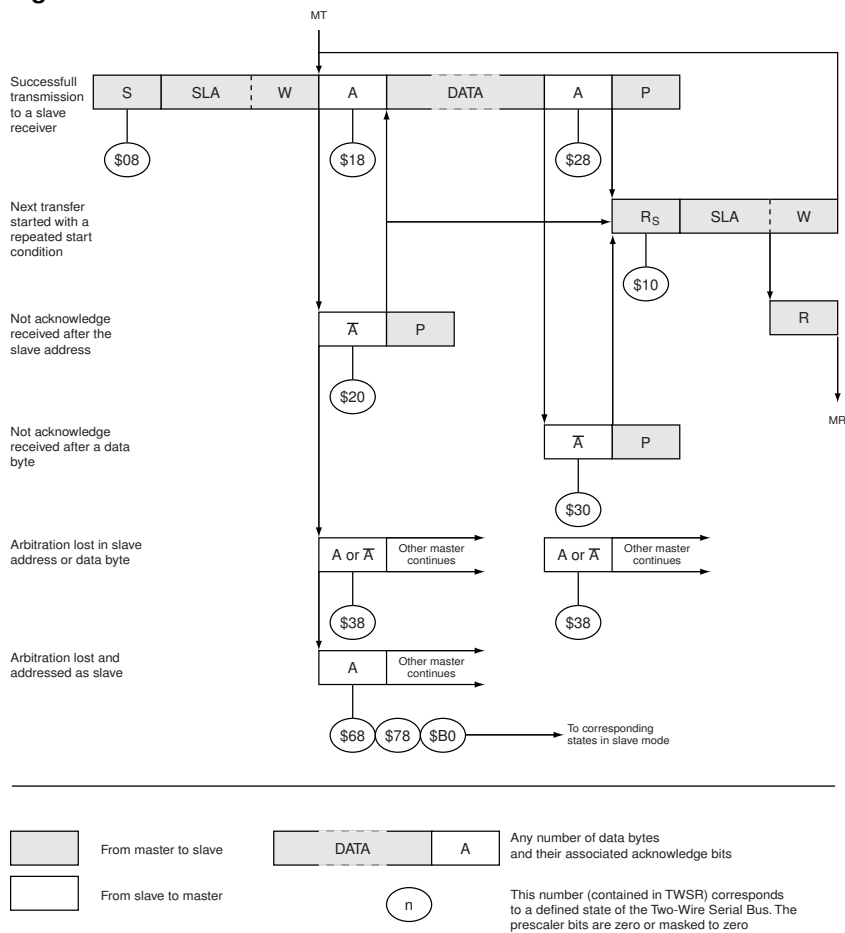 MT
Successfull
transmission
to a slave
receiver
S SLA W A DATA A P
$08 $18 $28
Next transfer
started with a
repeated start
condition
RS SLA W
$10
Not acknowledge
received after the
slave address
A̅ P
R
$20
MR
Not acknowledge
received after a data
byte
A̅ P
$30
Arbitration lost in slave
address or data byte
A or A̅ Other master
continues
A or A̅ Other master
continues
$38 $38
Arbitration lost and
addressed as slave
A Other master
continues
$68 $78 $B0 To corresponding
states in slave mode
From master to slave
DATA A
Any number of data bytes
and their associated acknowledge bits
From slave to master
n
This number (contained in TWSR) corresponds
to a defined state of the Two-Wire Serial Bus. The
prescaler bits are zero or masked to zero